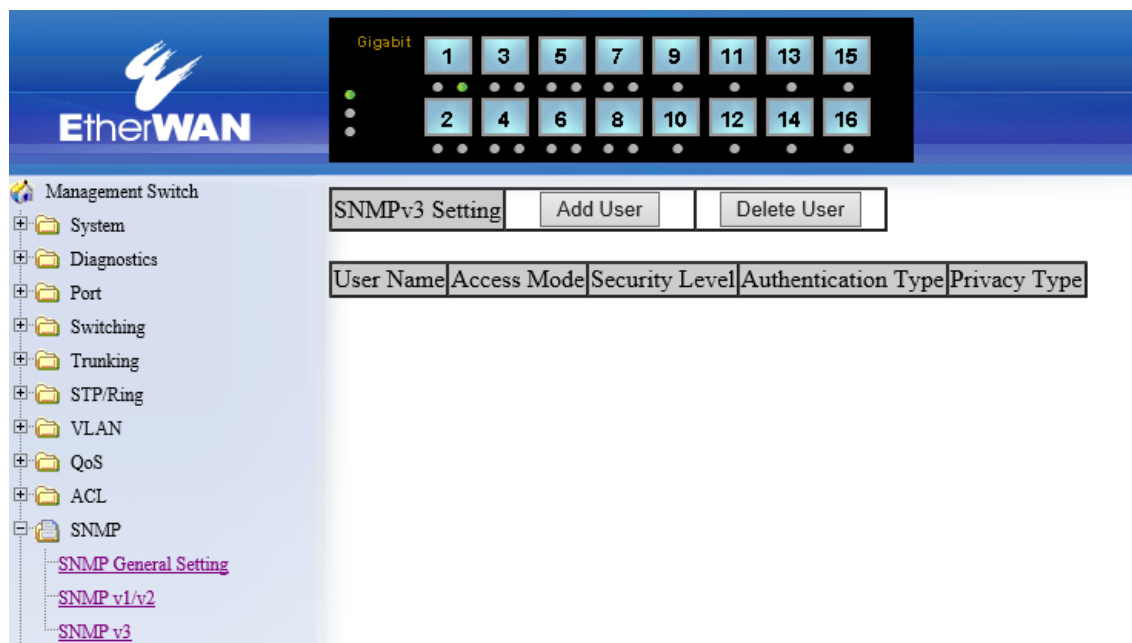 EtherWAN
Gigabit
1 3 5 7 9 11 13 15
2 4 6 8 10 12 14 16
Management Switch
System
Diagnostics
Port
Switching
Trunking
STP/Ring
VLAN
QoS
ACL
SNMP
SNMP General Setting
SNMP v1/v2
SNMP v3
SNMPv3 Setting Add User Delete User
User Name Access Mode Security Level Authentication Type Privacy Type